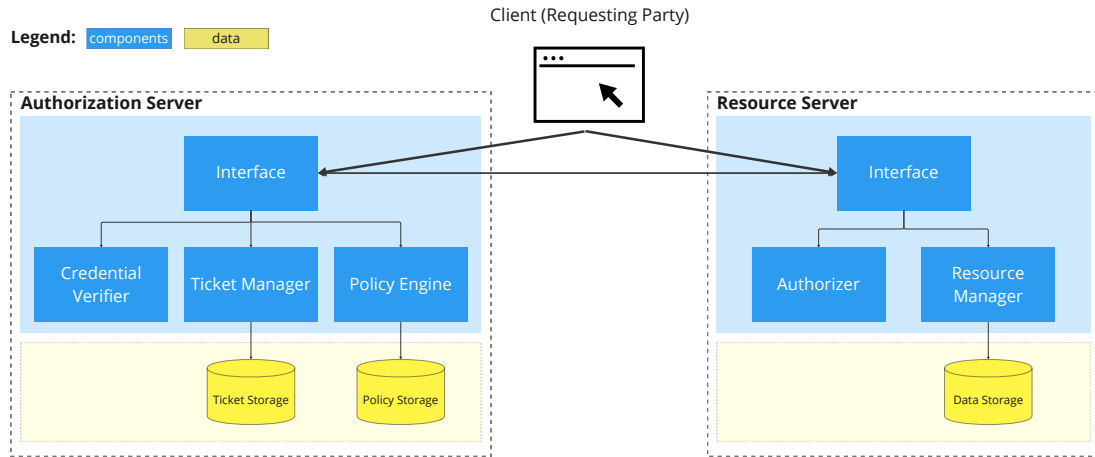 Client (Requesting Party)
Legend: components data
Authorization Server
Resource Server
Interface
Interface
Credential
Verifier
Ticket Manager
Policy Engine
Authorizer
Resource
Manager
Ticket Storage
Policy Storage
Data Storage